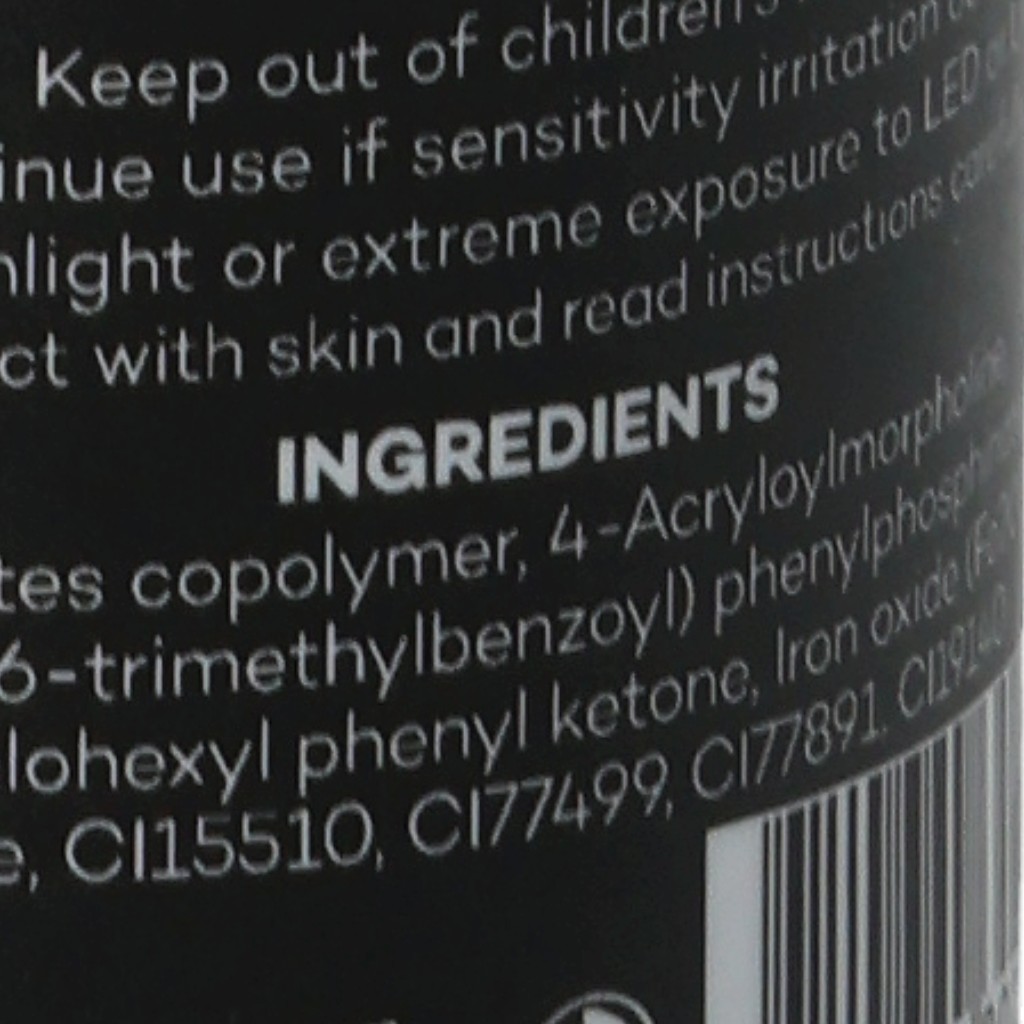 Keep out of children's
inue use if sensitivity irritation
nlight or extreme exposure to LED
ct with skin and read instructions
INGREDIENTS
tes copolymer, 4-Acryloylmorpholine
6-trimethylbenzoyl) phenylphosph
lohexyl phenyl ketone, Iron oxide
e, CI15510, CI77499, CI77891, CI19140